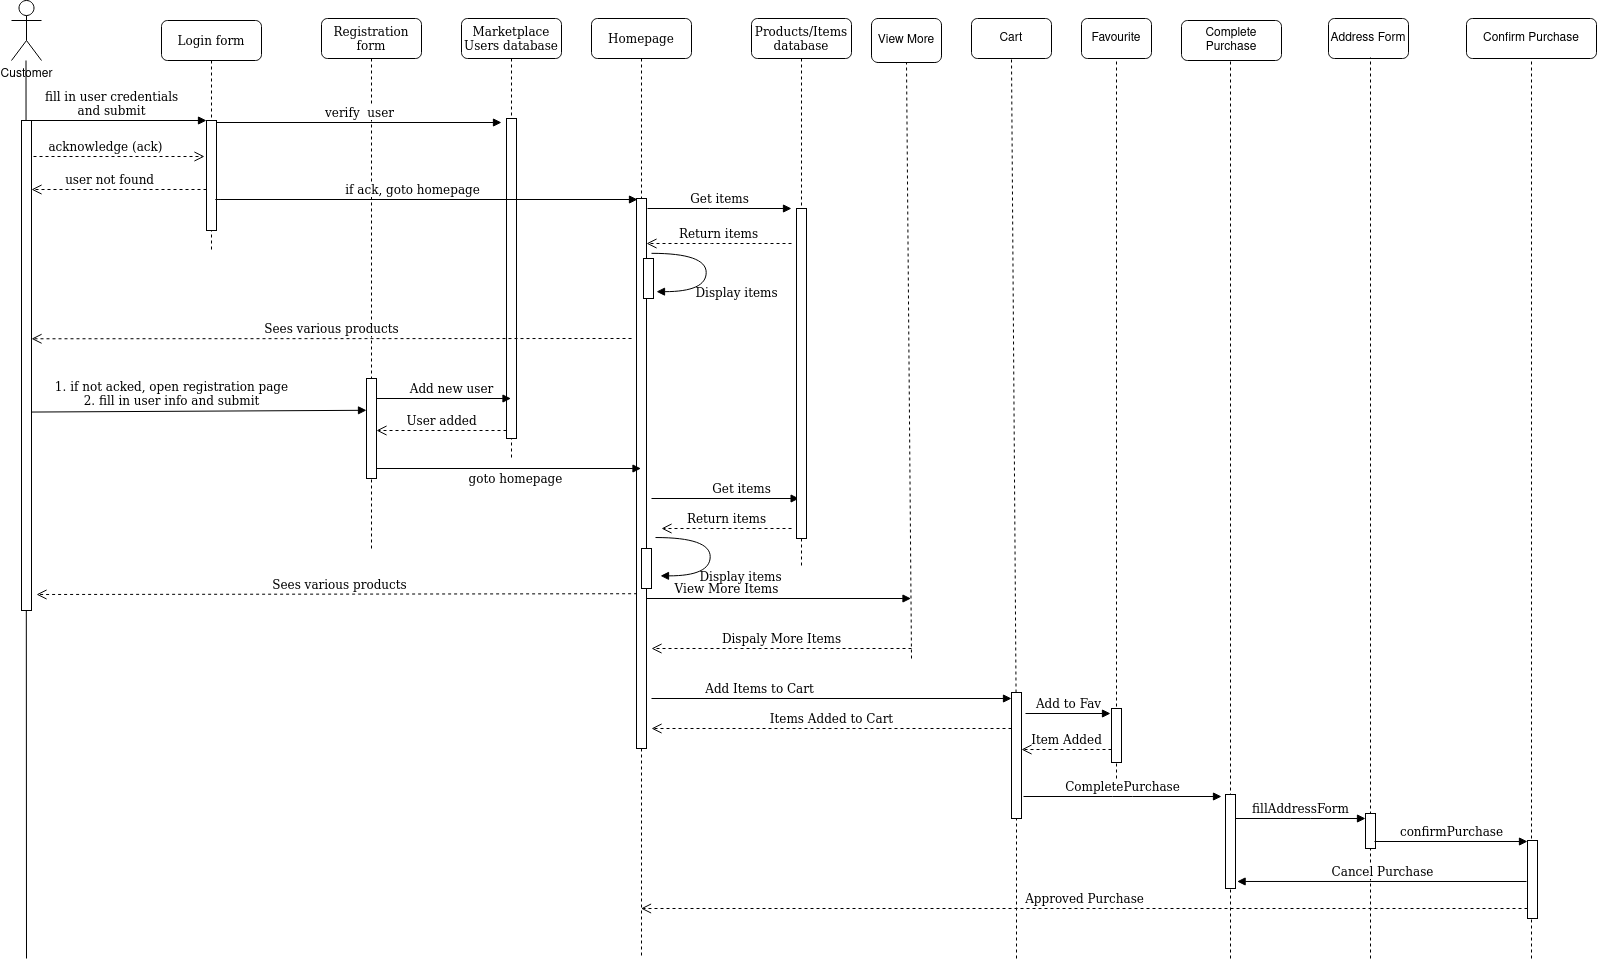 Customer
Login form
Registration
form
Marketplace
Users database
Homepage
Products/Items
database
View More
Cart
Favourite
Complete
Purchase
Address Form
Confirm Purchase
fill in user credentials
and submit
verify  user
acknowledge (ack)
user not found
if ack, goto homepage
Get items
Return items
Display items
Sees various products
1. if not acked, open registration page
2. fill in user info and submit
Add new user
User added
goto homepage
Get items
Return items
Display items
Sees various products
View More Items
Dispaly More Items
Add Items to Cart
Add to Fav
Items Added to Cart
Item Added
CompletePurchase
fillAddressForm
confirmPurchase
Cancel Purchase
Approved Purchase